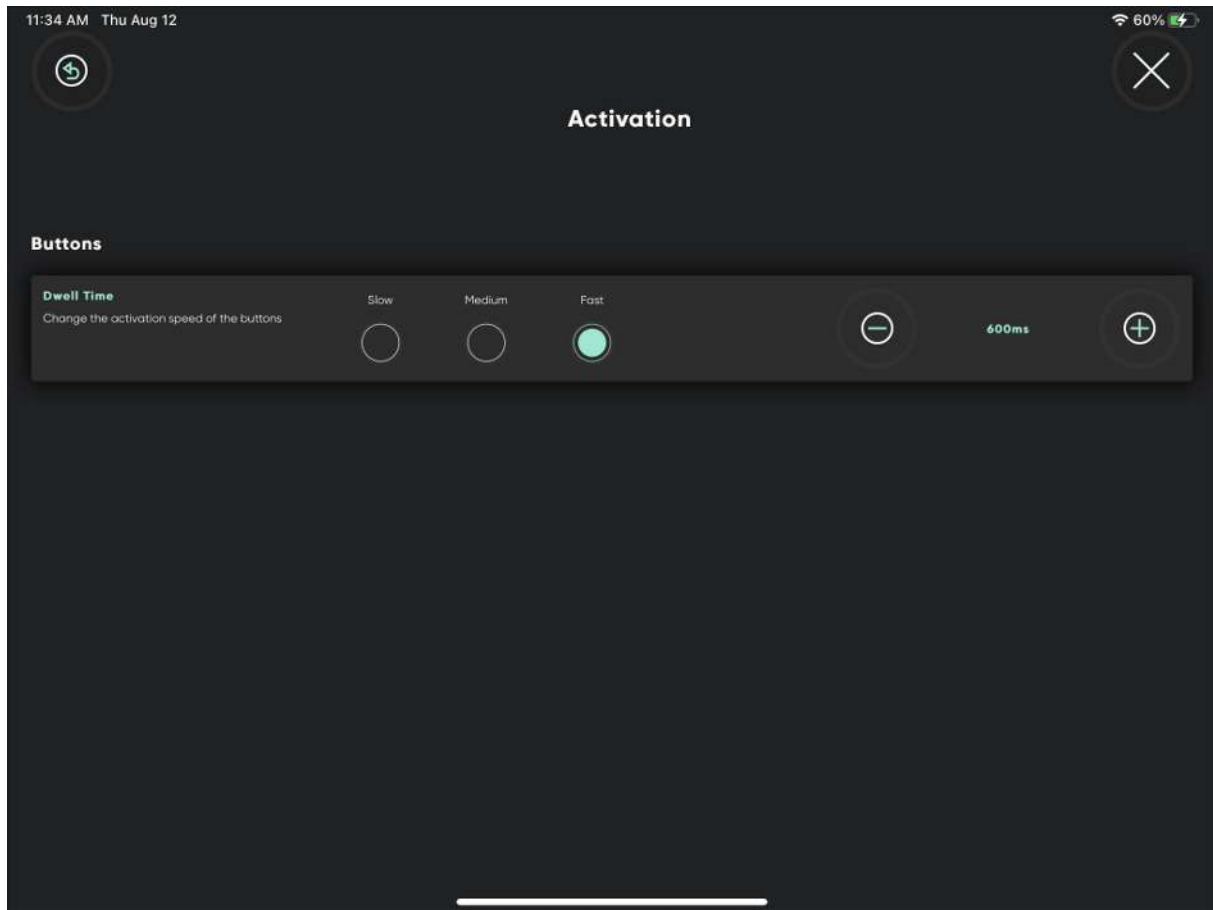 11:34 AM Thu Aug 12
60%
Activation
Buttons
Dwell Time
Change the activation speed of the buttons
Slow
Medium
Fast
600ms